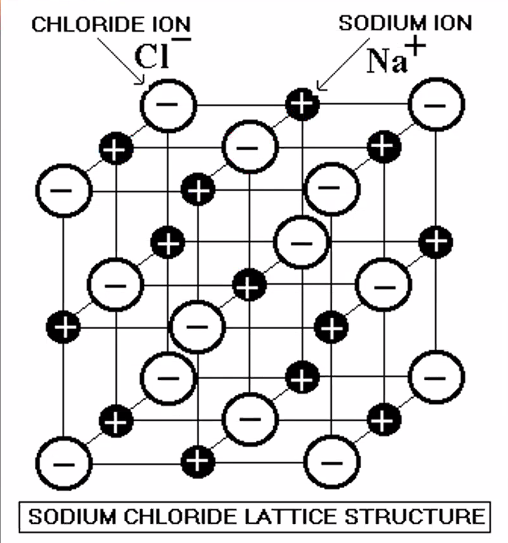 CHLORIDE ION
Cl⁻
SODIUM ION
Na⁺
SODIUM CHLORIDE LATTICE STRUCTURE